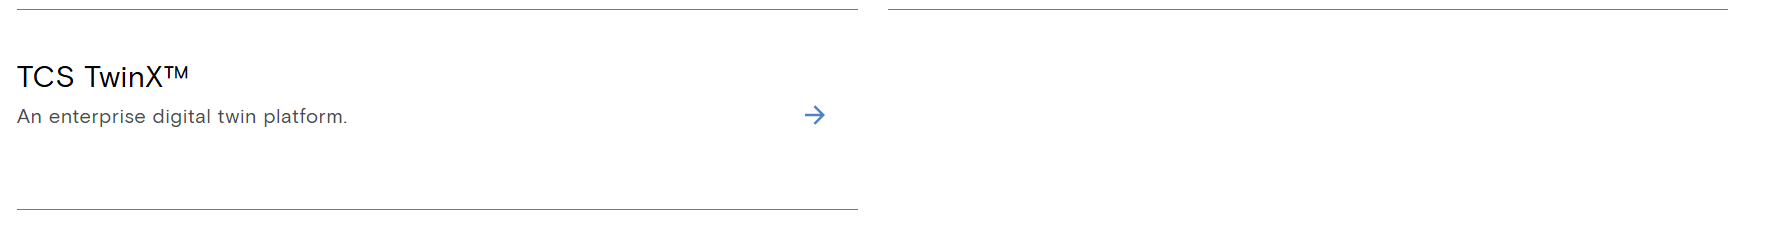 TCS TwinX™
An enterprise digital twin platform.